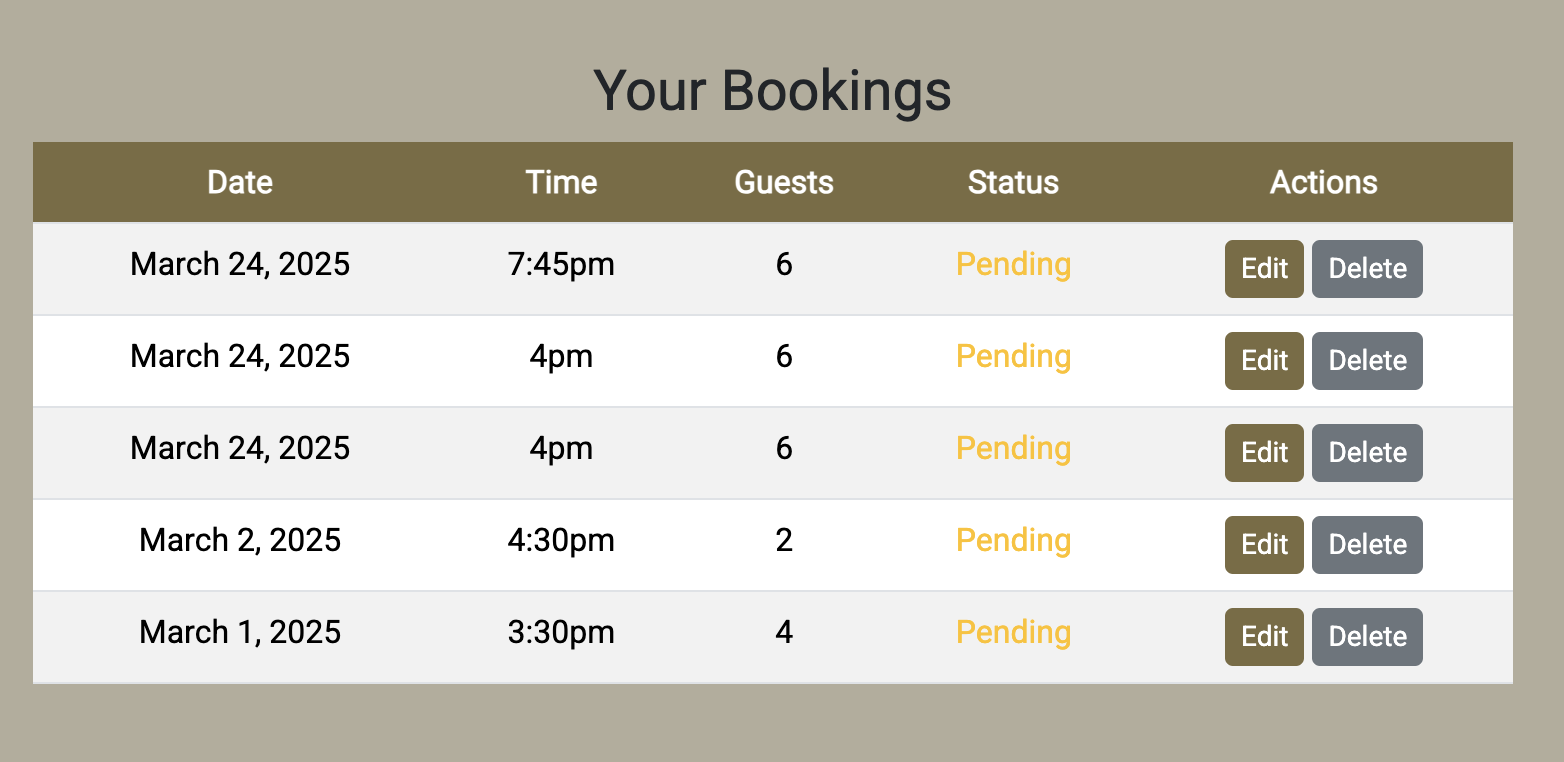 Your Bookings
Date Time Guests Status Actions
March 24, 2025 7:45pm 6 Pending Edit Delete
March 24, 2025 4pm 6 Pending Edit Delete
March 24, 2025 4pm 6 Pending Edit Delete
March 2, 2025 4:30pm 2 Pending Edit Delete
March 1, 2025 3:30pm 4 Pending Edit Delete